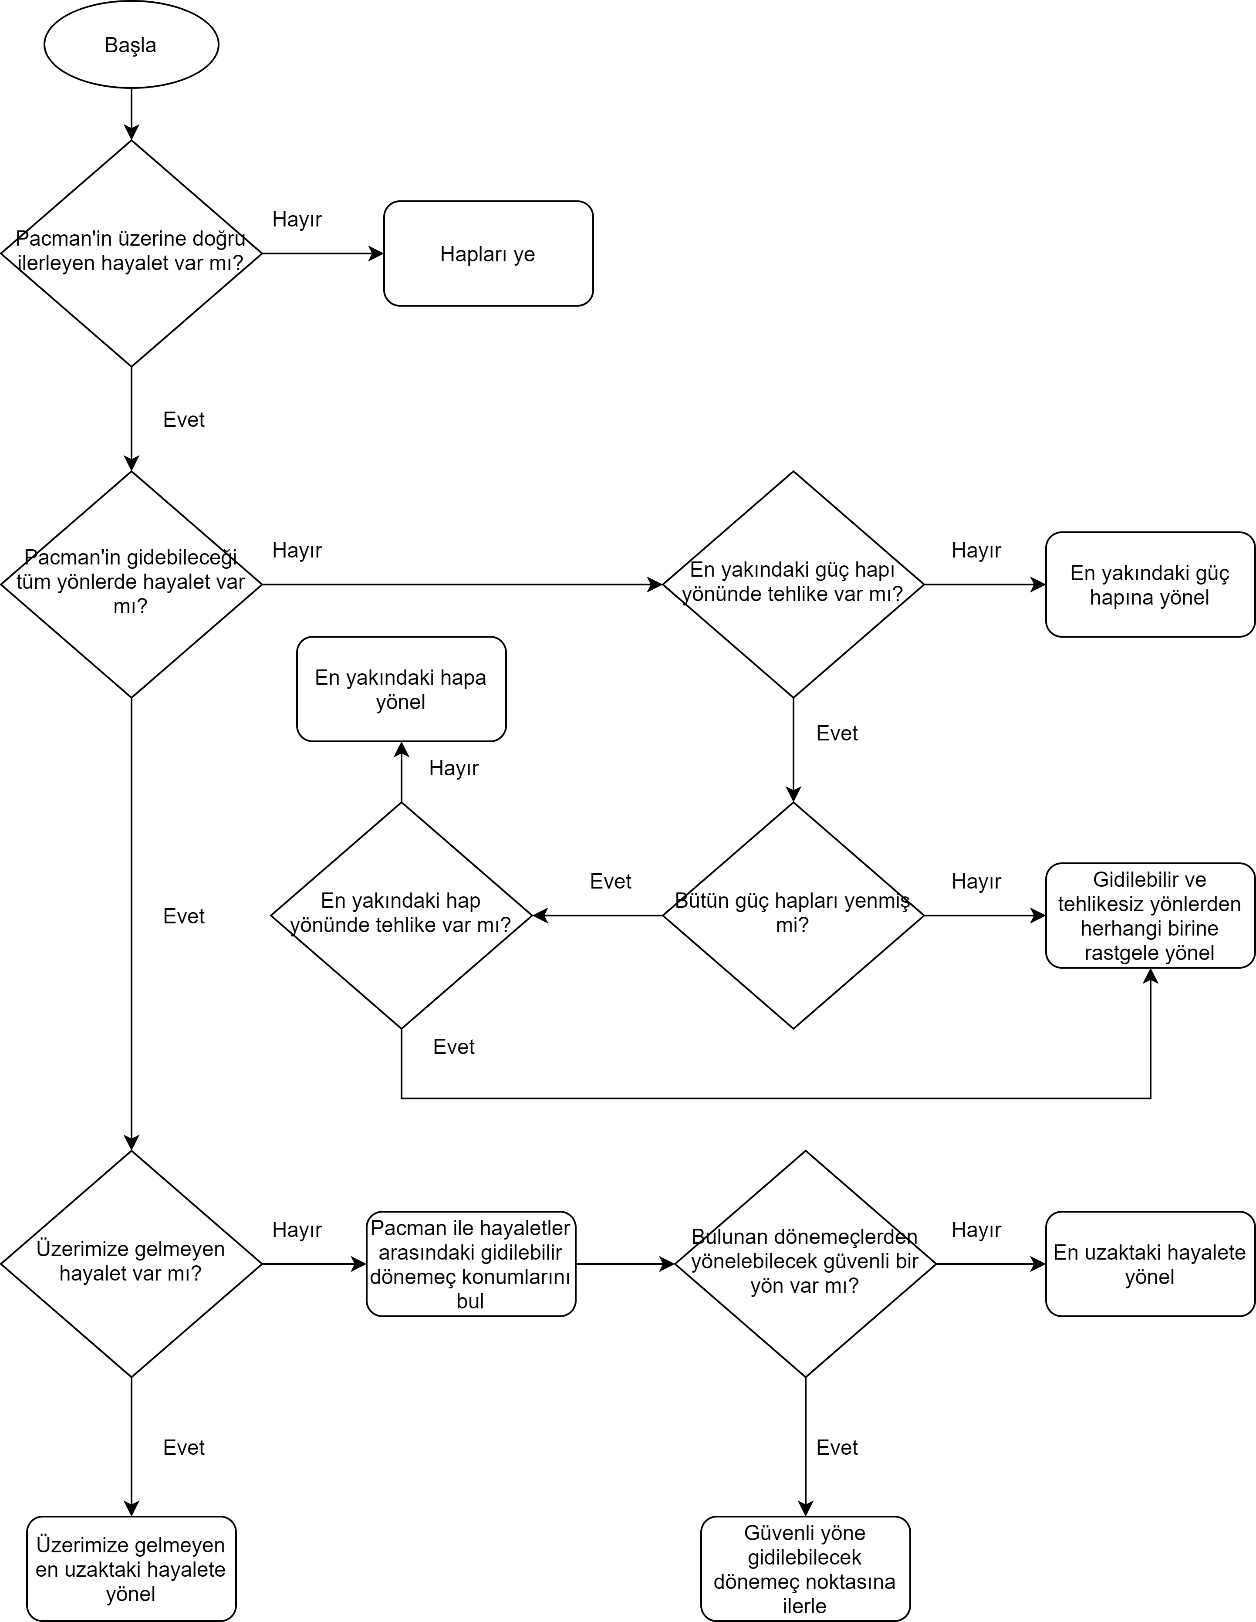 Başla
Pacman'in üzerine doğru
ilerleyen hayalet var mı?
Hayır
Hapları ye
Evet
Pacman'in gidebileceği
tüm yönlerde hayalet var
mı?
Hayır
En yakındaki güç hapı
yönünde tehlike var mı?
Hayır
En yakındaki güç
hapına yönel
En yakındaki hapa
yönel
Evet
Hayır
En yakındaki hap
yönünde tehlike var mı?
Evet
Bütün güç hapları yenmiş
mi?
Hayır
Gidilebilir ve
tehlikesiz yönlerden
herhangi birine
rastgele yönel
Evet
Evet
Üzerimize gelmeyen
hayalet var mı?
Hayır
Pacman ile hayaletler
arasındaki gidilebilir
dönemeç konumlarını
bul
Bulunan dönemeçlerden
yönelebilecek güvenli bir
yön var mı?
Hayır
En uzaktaki hayalete
yönel
Evet
Evet
Üzerimize gelmeyen
en uzaktaki hayalete
yönel
Güvenli yöne
gidilebilecek
dönemeç noktasına
ilerle